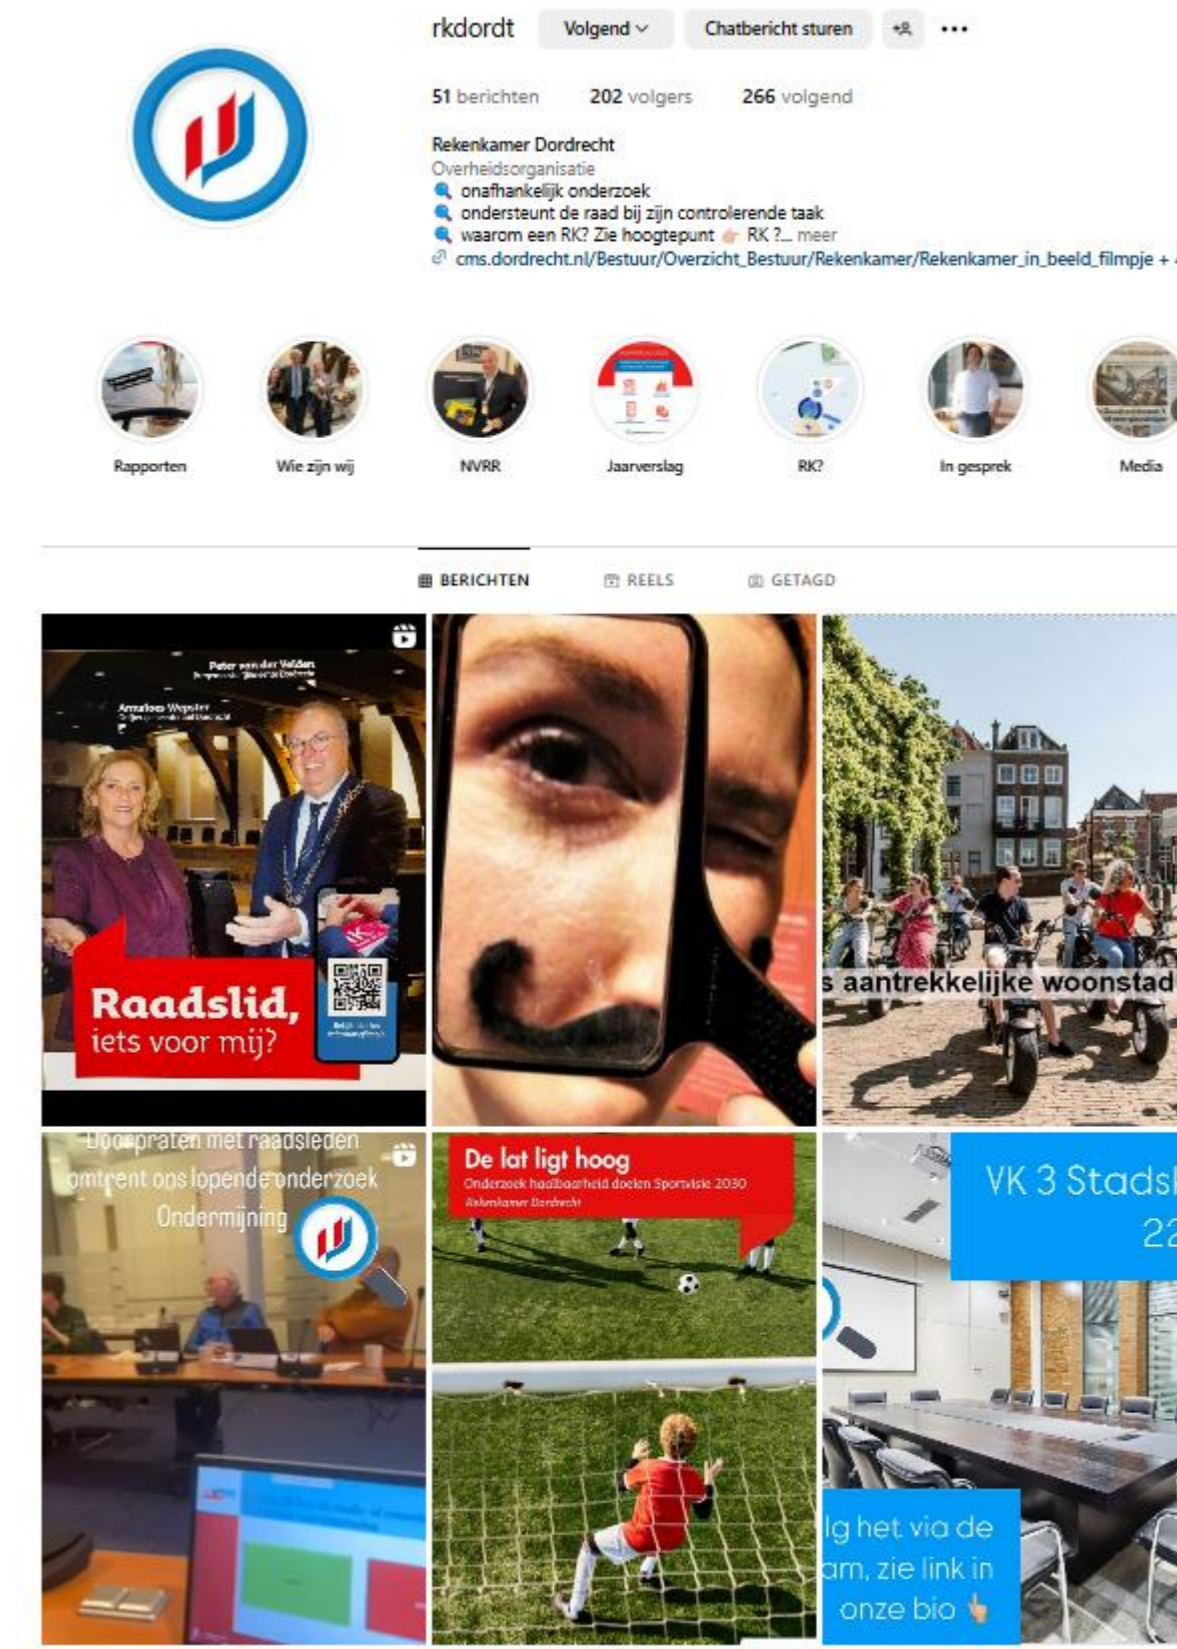 rkdordt Volgend Chatbericht sturen
51 berichten 202 volgers 266 volgend
Rekenkamer Dordrecht
Overheidsorganisatie
onafhankelijk onderzoek
ondersteunt de raad bij zijn controlerende taak
waarom een RK? Zie hoogtepunt 👉🏻 RK ?... meer
cms.dordrecht.nl/Bestuur/Overzicht_Bestuur/Rekenkamer/Rekenkamer_in_beeld_filmpje +
Rapporten Wie zijn wij NVRR Jaarverslag RK? In gesprek Media
BERICHTEN REELS GETAGD
Peter van der Velden
Annaloes Wepster
Raadslid,
iets voor mij?
s aantrekkelijke woonstad
Doorpraten met raadsleden
omtrent ons lopende onderzoek
Ondermijning
De lat ligt hoog
Onderzoek haalbaarheid doelen Sportvisie 2030
Rekenkamer Dordrecht
VK 3 Stads
22
lg het via de
am, zie link in
onze bio 👆